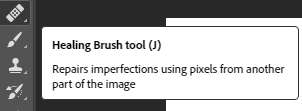 Healing Brush tool (J)
Repairs imperfections using pixels from another
part of the image